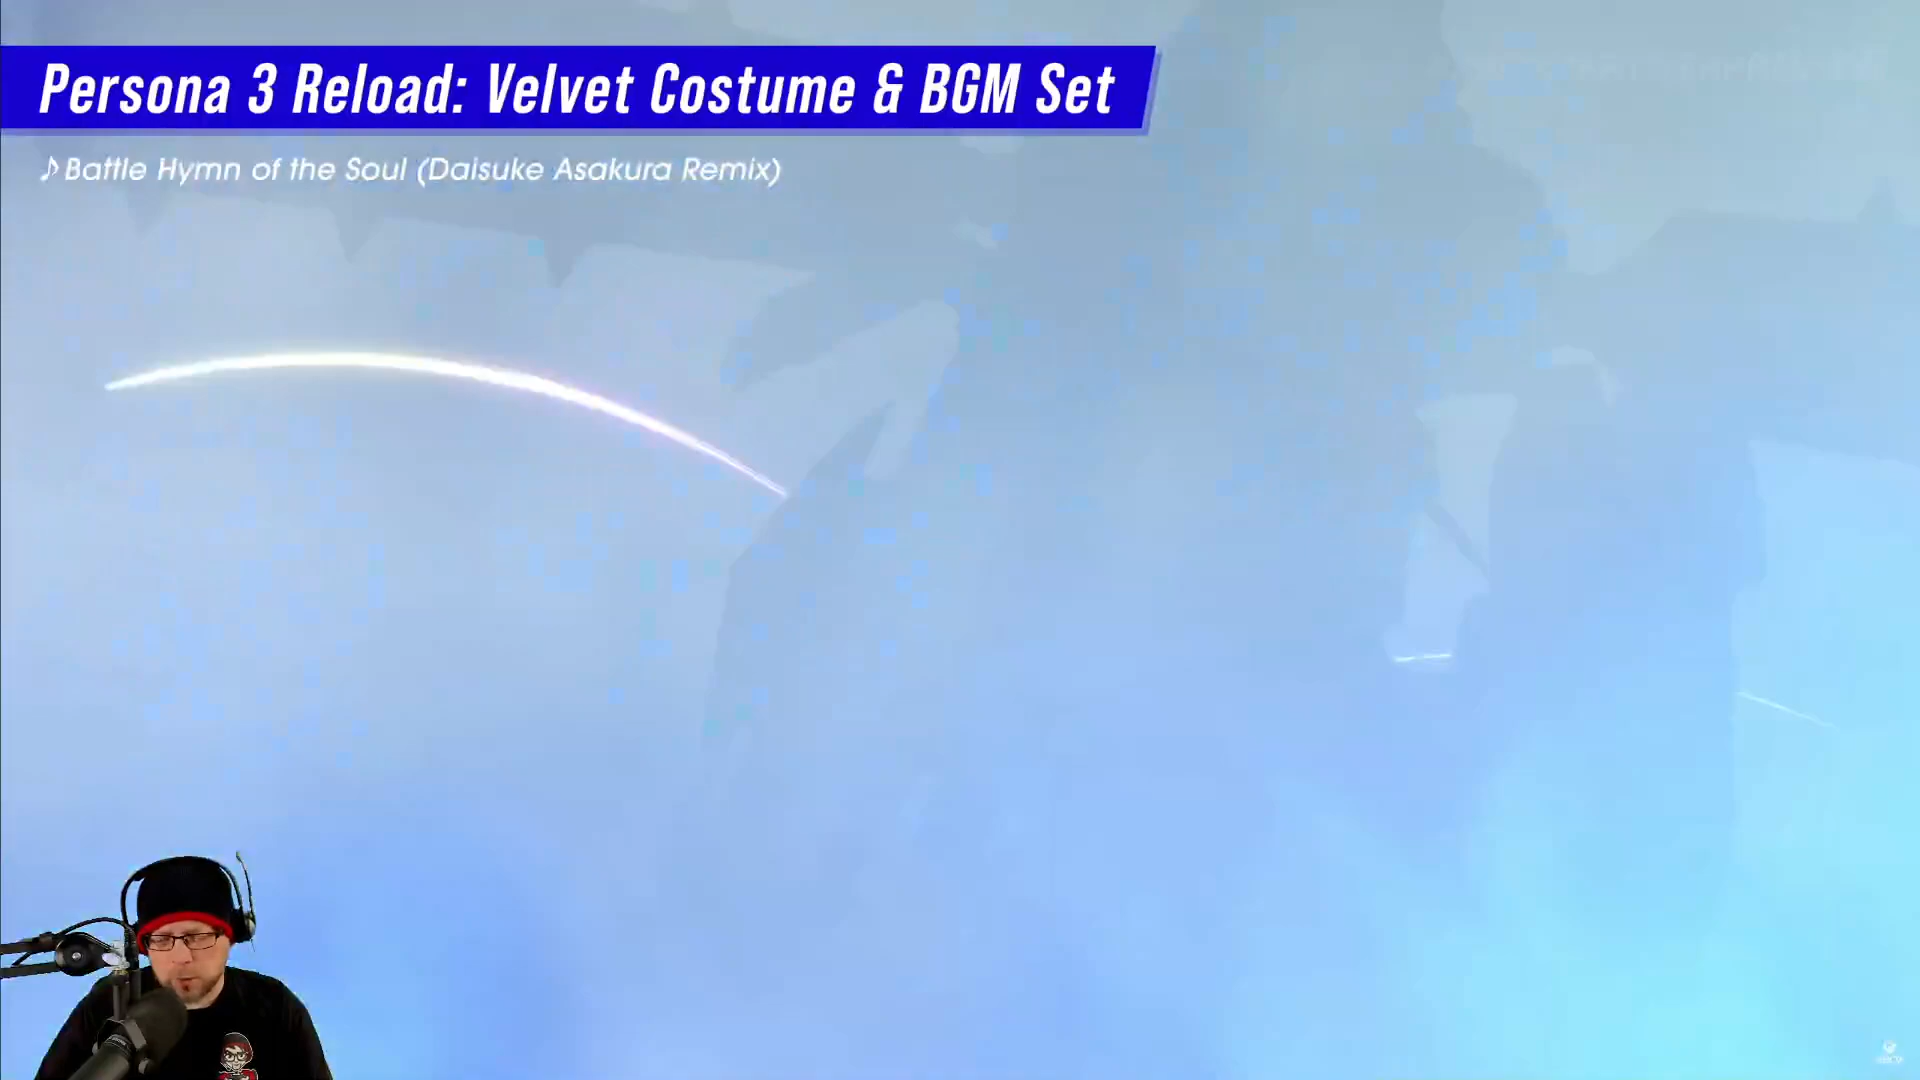 Persona 3 Reload: Velvet Costume & BGM Set
♪Battle Hymn of the Soul (Daisuke Asakura Remix)